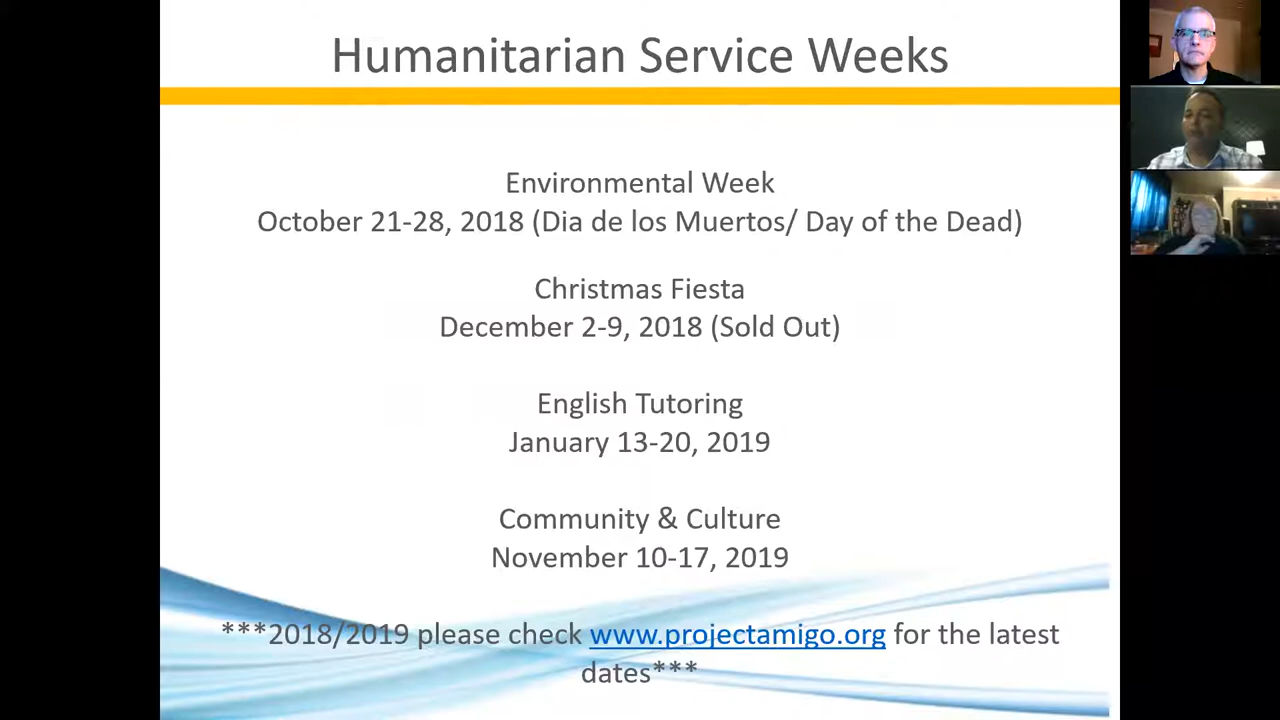 Humanitarian Service Weeks
Environmental Week
October 21-28, 2018 (Dia de los Muertos/ Day of the Dead)
Christmas Fiesta
December 2-9, 2018 (Sold Out)
English Tutoring
January 13-20, 2019
Community & Culture
November 10-17, 2019
***2018/2019 please check www.projectamigo.org for the latest
dates***